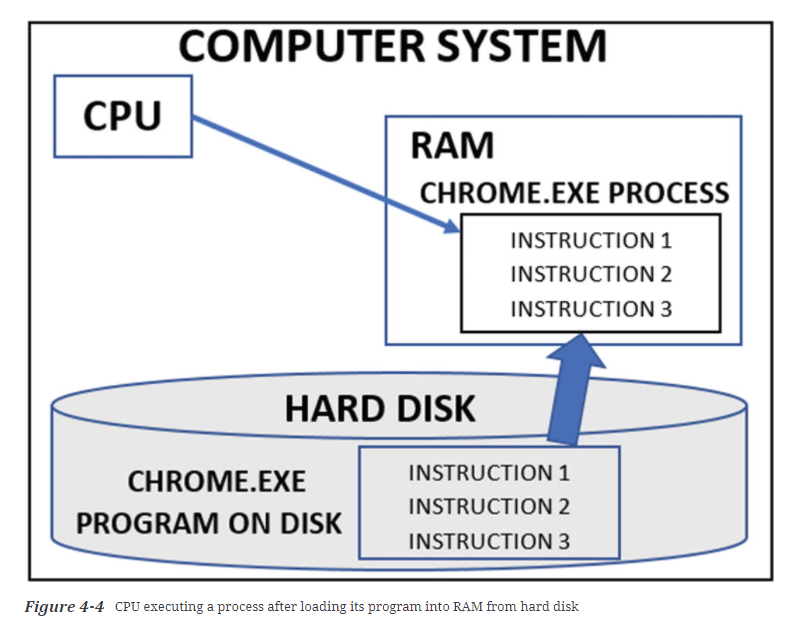 COMPUTER SYSTEM
CPU
RAM
CHROME.EXE PROCESS
INSTRUCTION 1
INSTRUCTION 2
INSTRUCTION 3
HARD DISK
CHROME.EXE
PROGRAM ON DISK
INSTRUCTION 1
INSTRUCTION 2
INSTRUCTION 3
Figure 4-4 CPU executing a process after loading its program into RAM from hard disk